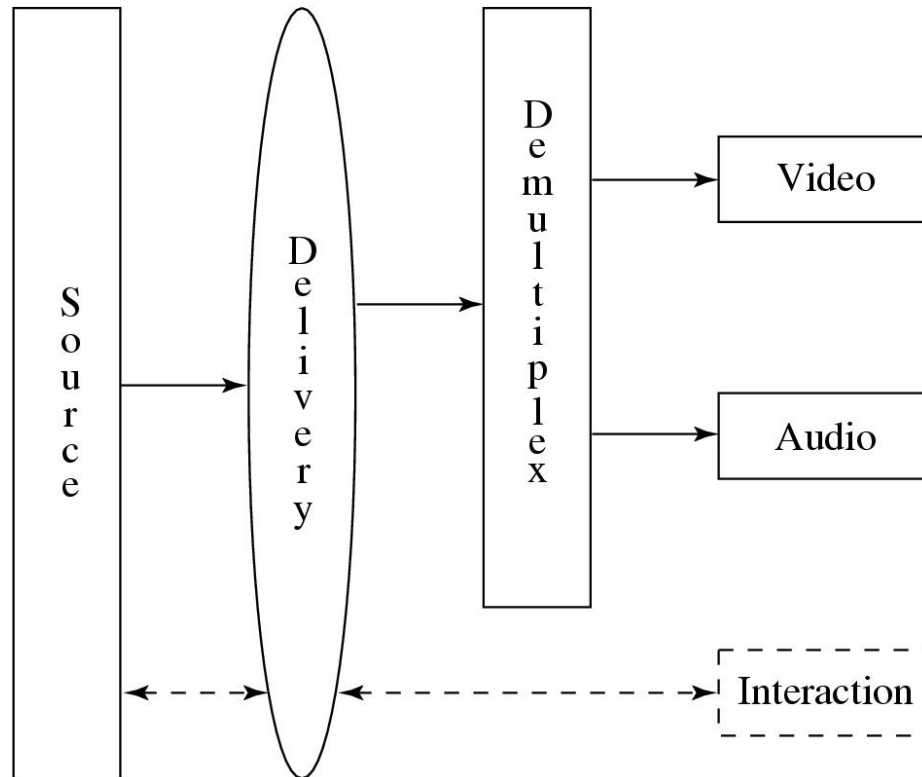 Source
Delivery
Demultiplex
Video
Audio
Interaction